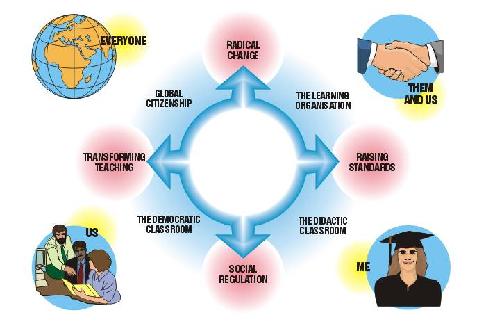 EVERYONE
RADICAL
CHANGE
THEM
AND US
GLOBAL
CITIZENSHIP
THE LEARNING
ORGANISATION
TRANSFORMING
TEACHING
RAISING
STANDARDS
THE DEMOCRATIC
CLASSROOM
THE DIDACTIC
CLASSROOM
US
SOCIAL
REGULATION
ME